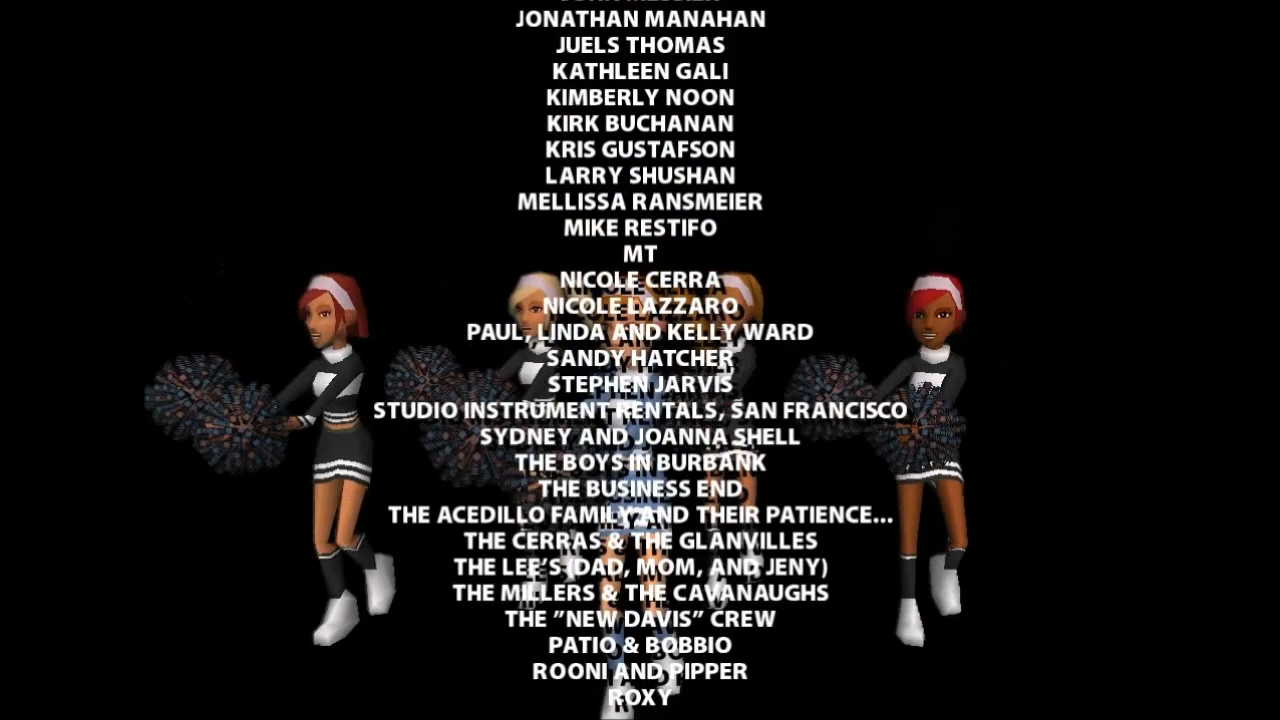 JONATHAN MANAHAN
JUELS THOMAS
KATHLEEN GALI
KIMBERLY NOON
KIRK BUCHANAN
KRIS GUSTAFSON
LARRY SHUSHAN
MELLISSA RANSMEIER
MIKE RESTIFO
MT
NICOLE CERRA
NICOLE LAZZARO
PAUL, LINDA AND KELLY WARD
SANDY HATCHER
STEPHEN JARVIS
STUDIO INSTRUMENT RENTALS, SAN FRANCISCO
SYDNEY AND JOANNA SHELL
THE BOYS IN BURBANK
THE BUSINESS END
THE ACEDILLO FAMILY AND THEIR PATIENCE...
THE CERRAS & THE GLANVILLES
THE LEE'S (DAD, MOM, AND JENY)
THE MILLERS & THE CAVANAUGHS
THE "NEW DAVIS" CREW
PATIO & BOBBIO
ROONI AND PIPPER
ROXY